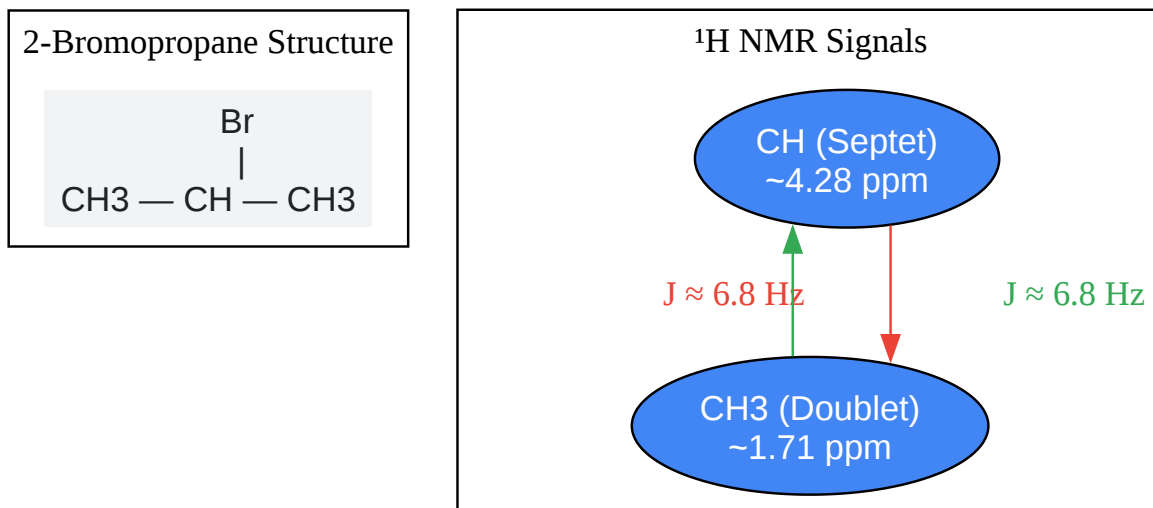 2-Bromopropane Structure
Br
|
CH3 — CH — CH3
¹H NMR Signals
CH (Septet)
~4.28 ppm
J ≈ 6.8 Hz
J ≈ 6.8 Hz
CH3 (Doublet)
~1.71 ppm